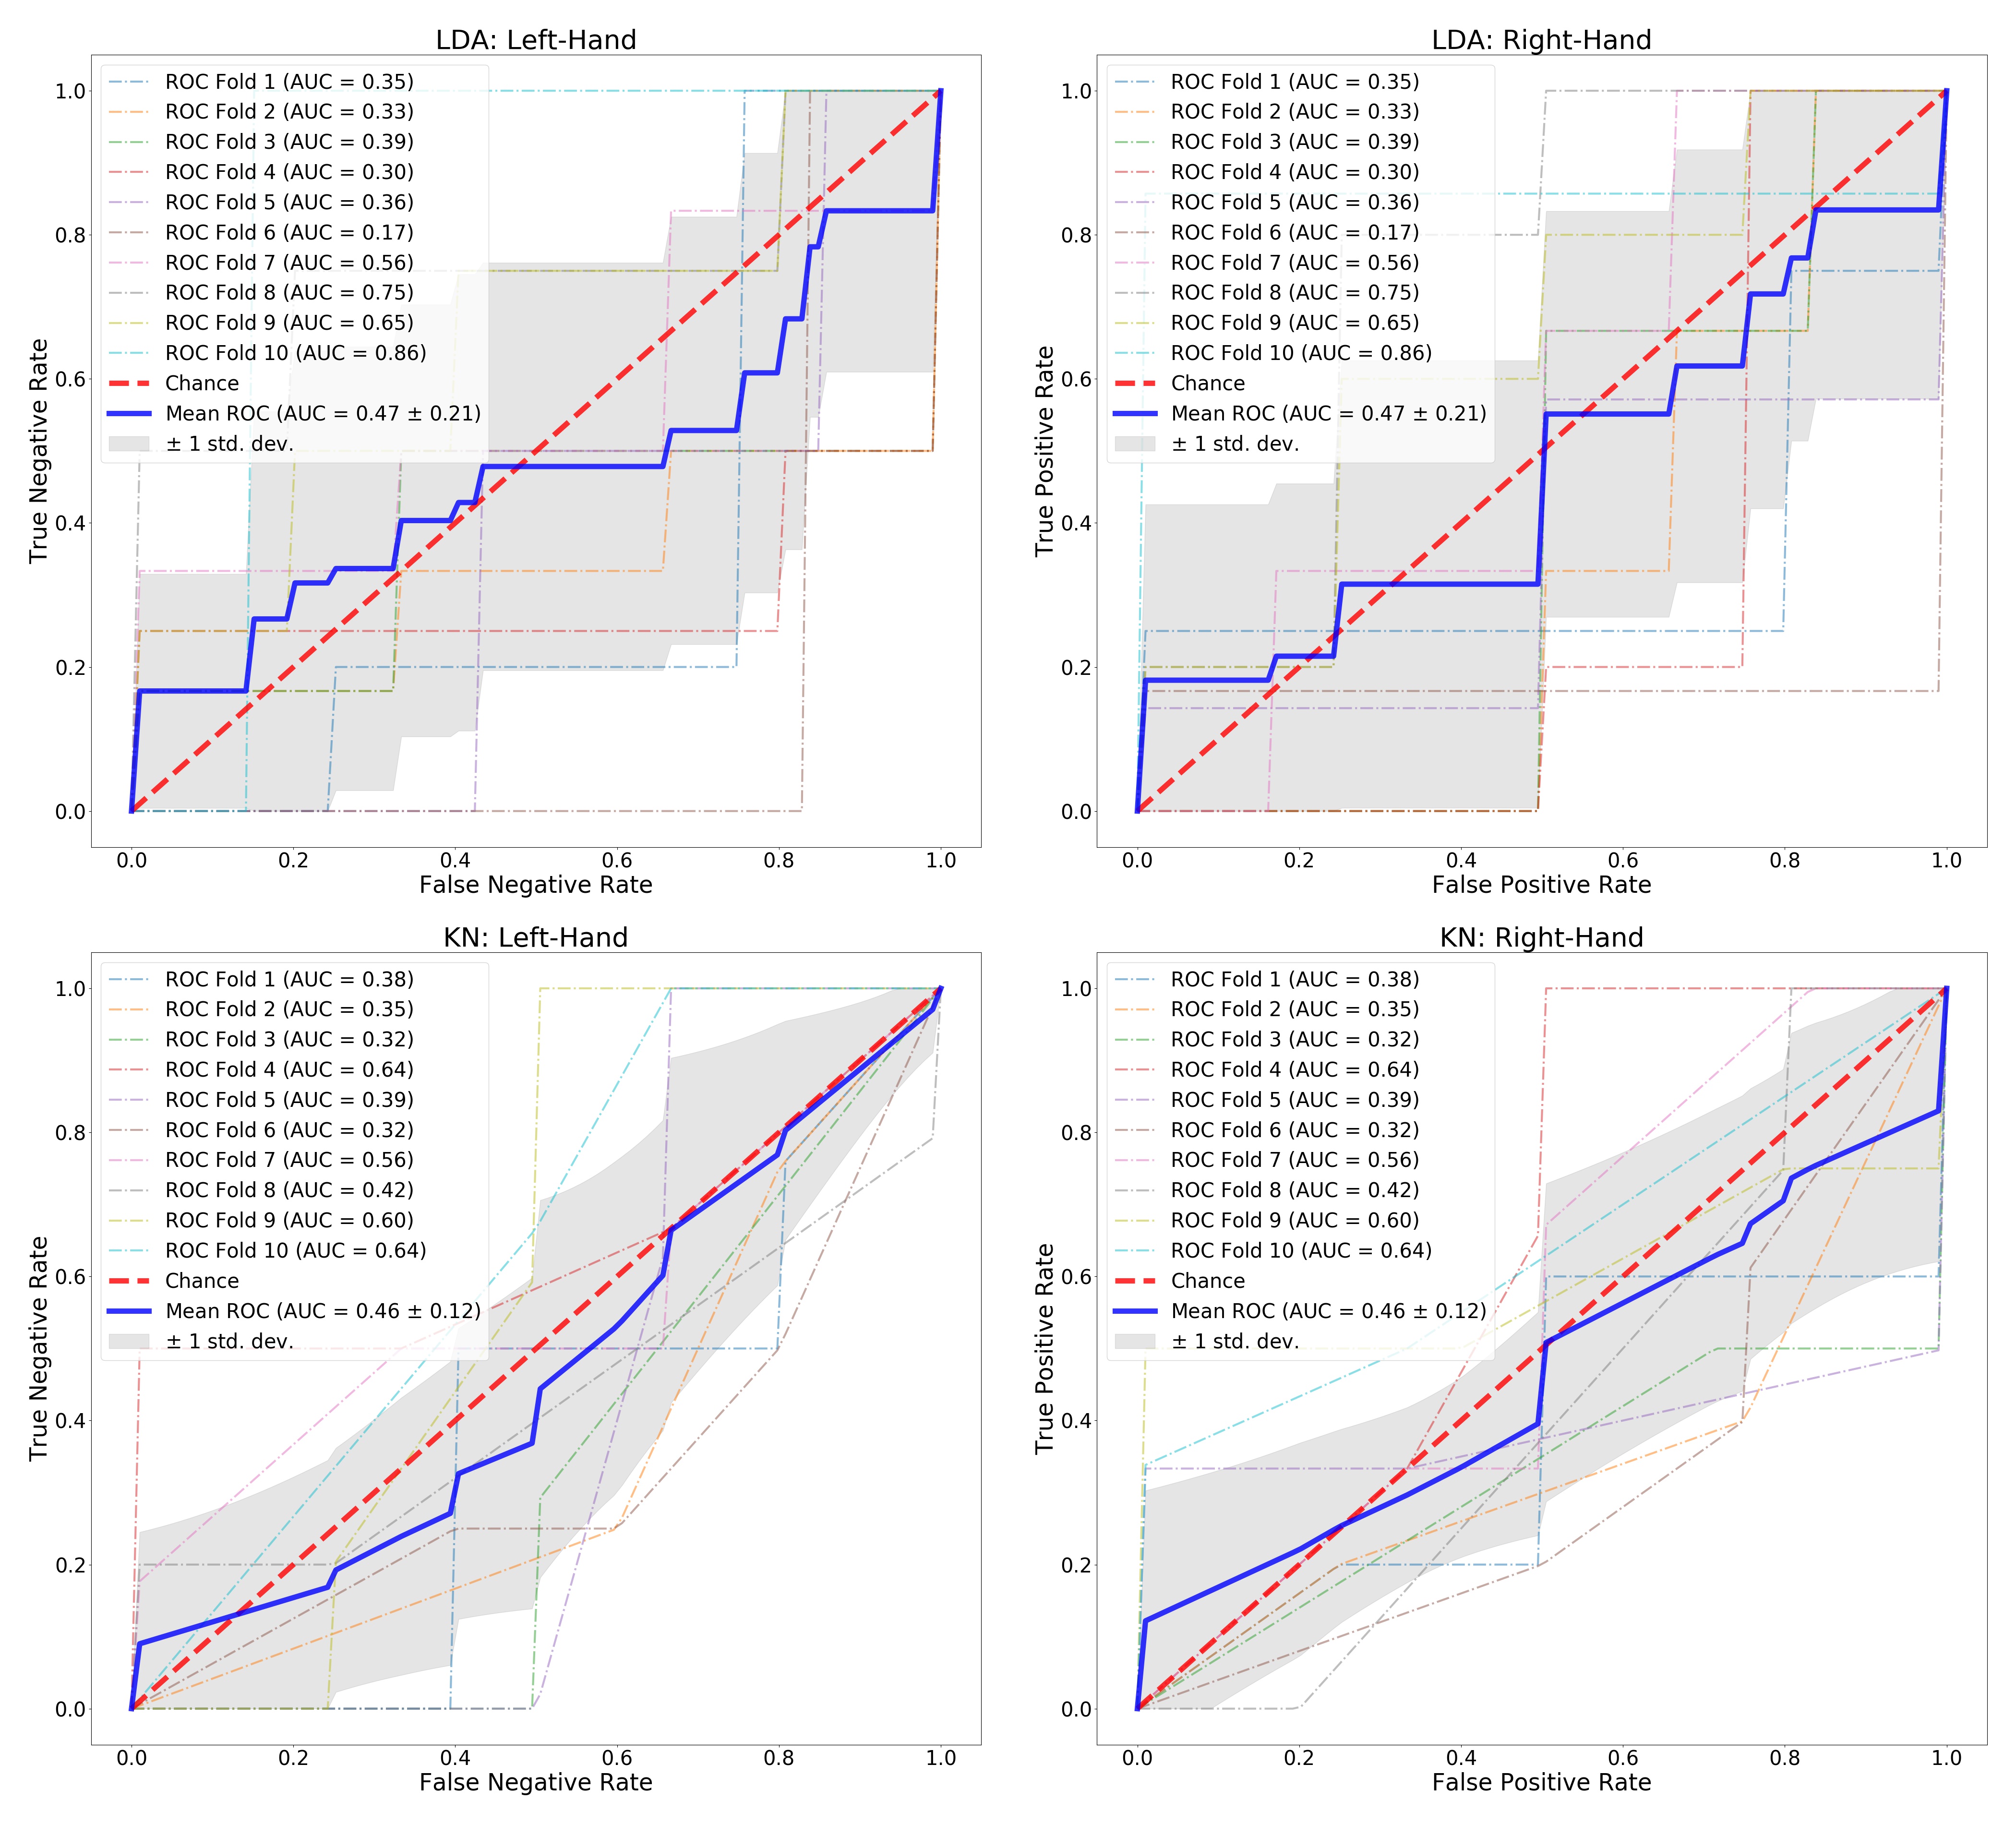 LDA: Left-Hand
ROC Fold 1 (AUC = 0.35)
ROC Fold 2 (AUC = 0.33)
ROC Fold 3 (AUC = 0.39)
ROC Fold 4 (AUC = 0.30)
ROC Fold 5 (AUC = 0.36)
ROC Fold 6 (AUC = 0.17)
ROC Fold 7 (AUC = 0.56)
ROC Fold 8 (AUC = 0.75)
ROC Fold 9 (AUC = 0.65)
ROC Fold 10 (AUC = 0.86)
Chance
Mean ROC (AUC = 0.47 ± 0.21)
± 1 std. dev.
1.0
0.8
0.6
0.4
0.2
0.0
True Negative Rate
0.0 0.2 0.4 0.6 0.8 1.0
False Negative Rate
LDA: Right-Hand
ROC Fold 1 (AUC = 0.35)
ROC Fold 2 (AUC = 0.33)
ROC Fold 3 (AUC = 0.39)
ROC Fold 4 (AUC = 0.30)
ROC Fold 5 (AUC = 0.36)
ROC Fold 6 (AUC = 0.17)
ROC Fold 7 (AUC = 0.56)
ROC Fold 8 (AUC = 0.75)
ROC Fold 9 (AUC = 0.65)
ROC Fold 10 (AUC = 0.86)
Chance
Mean ROC (AUC = 0.47 ± 0.21)
± 1 std. dev.
1.0
0.8
0.6
0.4
0.2
0.0
True Positive Rate
0.0 0.2 0.4 0.6 0.8 1.0
False Positive Rate
KN: Left-Hand
ROC Fold 1 (AUC = 0.38)
ROC Fold 2 (AUC = 0.35)
ROC Fold 3 (AUC = 0.32)
ROC Fold 4 (AUC = 0.64)
ROC Fold 5 (AUC = 0.39)
ROC Fold 6 (AUC = 0.32)
ROC Fold 7 (AUC = 0.56)
ROC Fold 8 (AUC = 0.42)
ROC Fold 9 (AUC = 0.60)
ROC Fold 10 (AUC = 0.64)
Chance
Mean ROC (AUC = 0.46 ± 0.12)
± 1 std. dev.
1.0
0.8
0.6
0.4
0.2
0.0
True Negative Rate
0.0 0.2 0.4 0.6 0.8 1.0
False Negative Rate
KN: Right-Hand
ROC Fold 1 (AUC = 0.38)
ROC Fold 2 (AUC = 0.35)
ROC Fold 3 (AUC = 0.32)
ROC Fold 4 (AUC = 0.64)
ROC Fold 5 (AUC = 0.39)
ROC Fold 6 (AUC = 0.32)
ROC Fold 7 (AUC = 0.56)
ROC Fold 8 (AUC = 0.42)
ROC Fold 9 (AUC = 0.60)
ROC Fold 10 (AUC = 0.64)
Chance
Mean ROC (AUC = 0.46 ± 0.12)
± 1 std. dev.
1.0
0.8
0.6
0.4
0.2
0.0
True Positive Rate
0.0 0.2 0.4 0.6 0.8 1.0
False Positive Rate